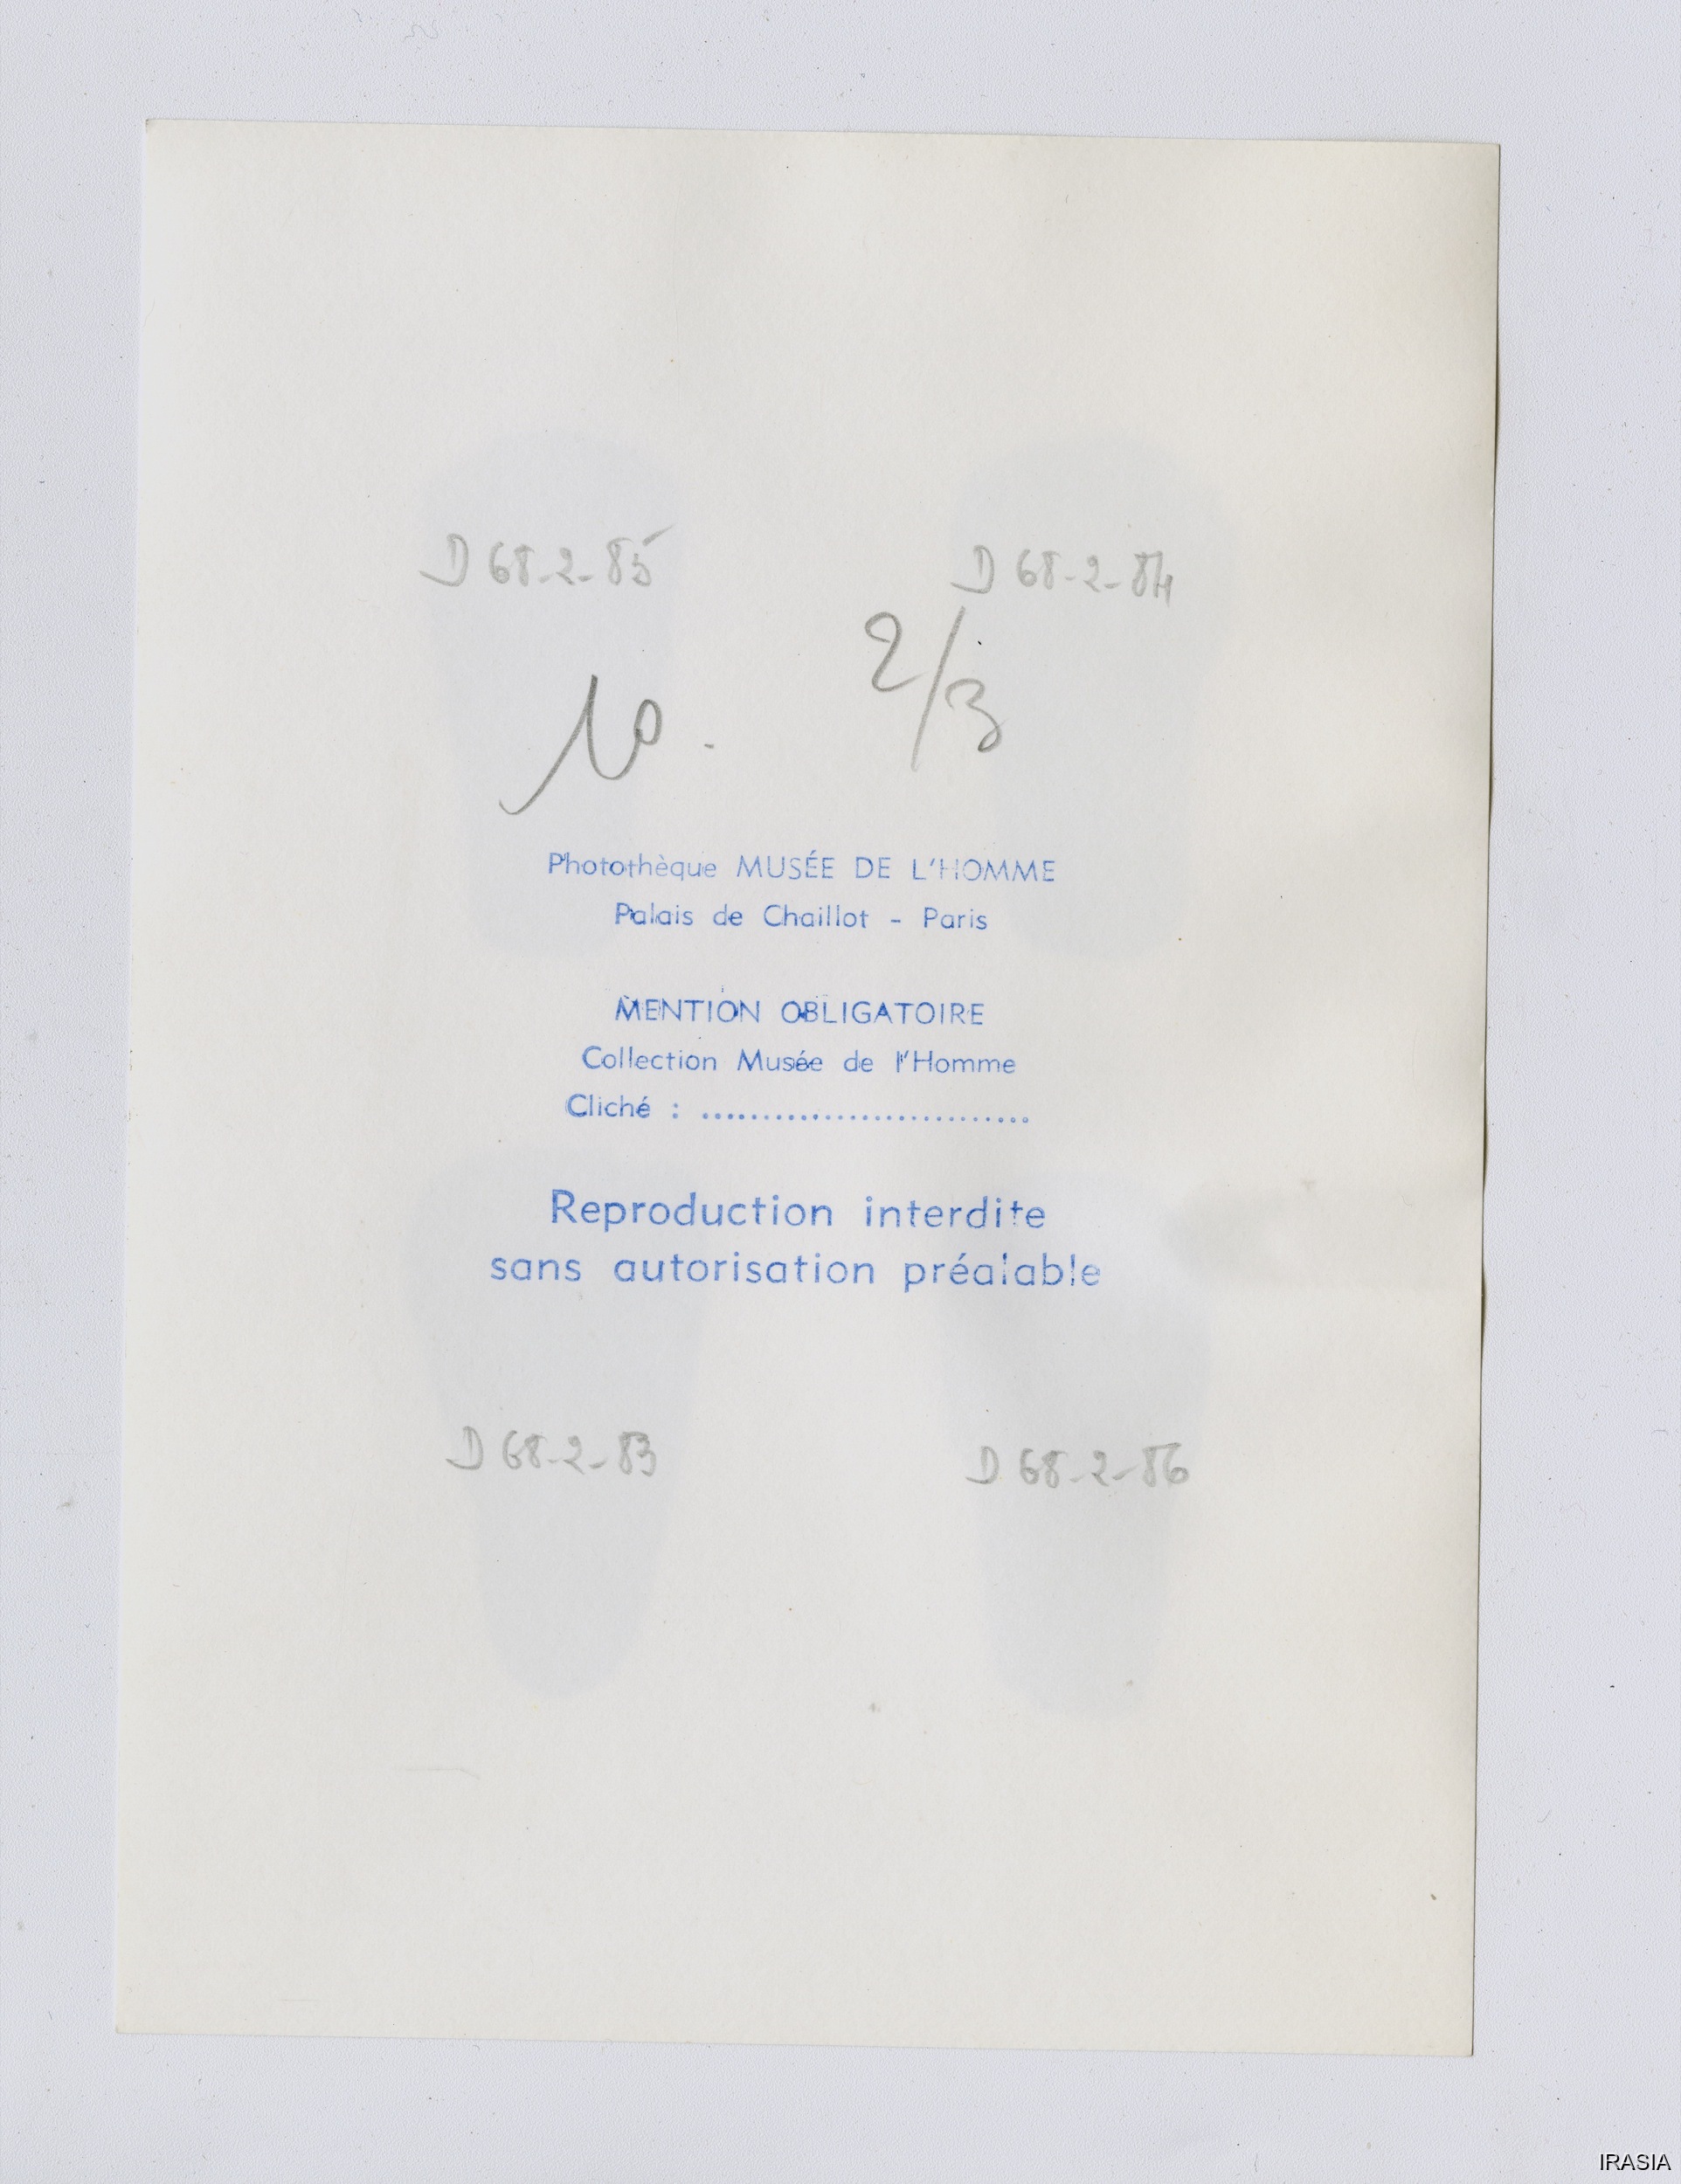 D 68-2-85
D 68-2-84
2/3
10.
Photothèque MUSÉE DE L'HOMME
Palais de Chaillot - Paris
MENTION OBLIGATOIRE
Collection Musée de l'Homme
Cliché : ............................
Reproduction interdite
sans autorisation préalable
D 68-2-83
D 68-2-86
IRASIA